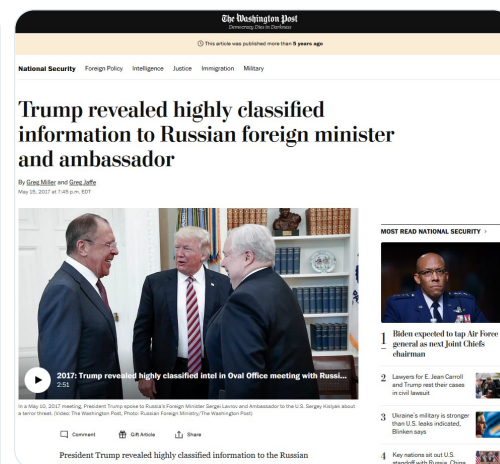 The Washington Post
Democracy Dies in Darkness
This article was published more than 5 years ago
National Security Foreign Policy Intelligence Justice Immigration Military
Trump revealed highly classified
information to Russian foreign minister
and ambassador
By Greg Miller and Greg Jaffe
May 15, 2017 at 7:45 p.m. EDT
2017: Trump revealed highly classified intel in Oval Office meeting with Russi...
2:51
In a May 10, 2017 meeting, President Trump spoke to Russia's Foreign Minister Sergei Lavrov and Ambassador to the U.S. Sergey Kislyak about
a terror threat. (Video: The Washington Post, Photo: Russian Foreign Ministry/The Washington Post)
Comment Gift Article Share
President Trump revealed highly classified information to the Russian
MOST READ NATIONAL SECURITY >
1 Biden expected to tap Air Force
general as next Joint Chiefs
chairman
2 Lawyers for E. Jean Carroll
and Trump rest their cases
in civil lawsuit
3 Ukraine's military is stronger
than U.S. leaks indicated,
Blinken says
4 Key nations sit out U.S.
standoff with Russia, China